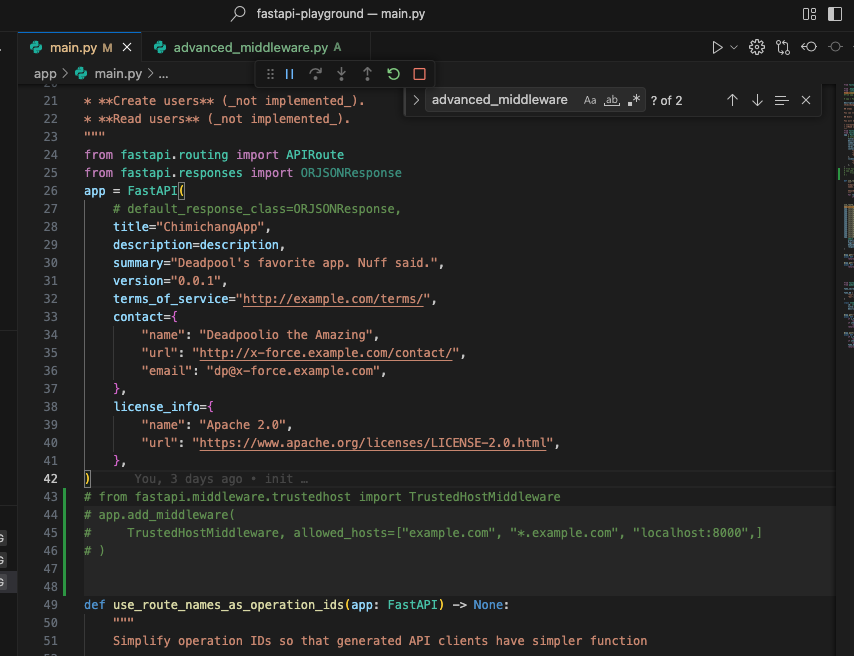 fastapi-playground — main.py
main.py M
advanced_middleware.py A
app > main.py > ...
advanced_middleware Aa ab .* ? of 2
21 * **Create users** (_not implemented_).
22 * **Read users** (_not implemented_).
23 """
24 from fastapi.routing import APIRoute
25 from fastapi.responses import ORJSONResponse
26 app = FastAPI(
27     # default_response_class=ORJSONResponse,
28     title="ChimichangApp",
29     description=description,
30     summary="Deadpool's favorite app. Nuff said.",
31     version="0.0.1",
32     terms_of_service="http://example.com/terms/",
33     contact={
34         "name": "Deadpoolio the Amazing",
35         "url": "http://x-force.example.com/contact/",
36         "email": "dp@x-force.example.com",
37     },
38     license_info={
39         "name": "Apache 2.0",
40         "url": "https://www.apache.org/licenses/LICENSE-2.0.html",
41     },
42 ) You, 3 days ago • init …
43 # from fastapi.middleware.trustedhost import TrustedHostMiddleware
44 # app.add_middleware(
45 #     TrustedHostMiddleware, allowed_hosts=["example.com", "*.example.com", "localhost:8000",]
46 # )
47
48
49 def use_route_names_as_operation_ids(app: FastAPI) -> None:
50     """
51     Simplify operation IDs so that generated API clients have simpler function